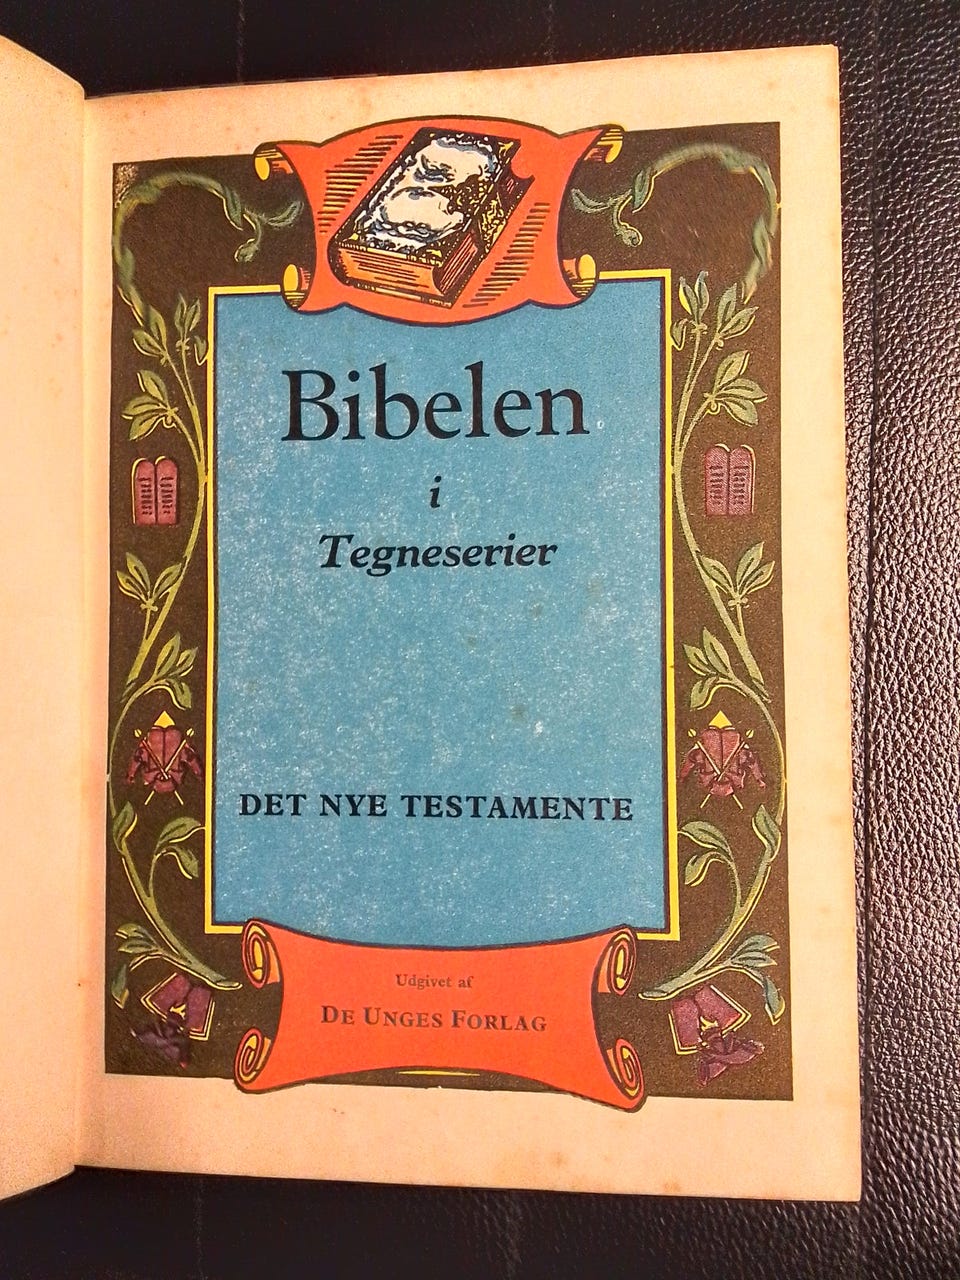 Bibelen
i
Tegneserier
DET NYE TESTAMENTE
Udgivet af
DE UNGES FORLAG